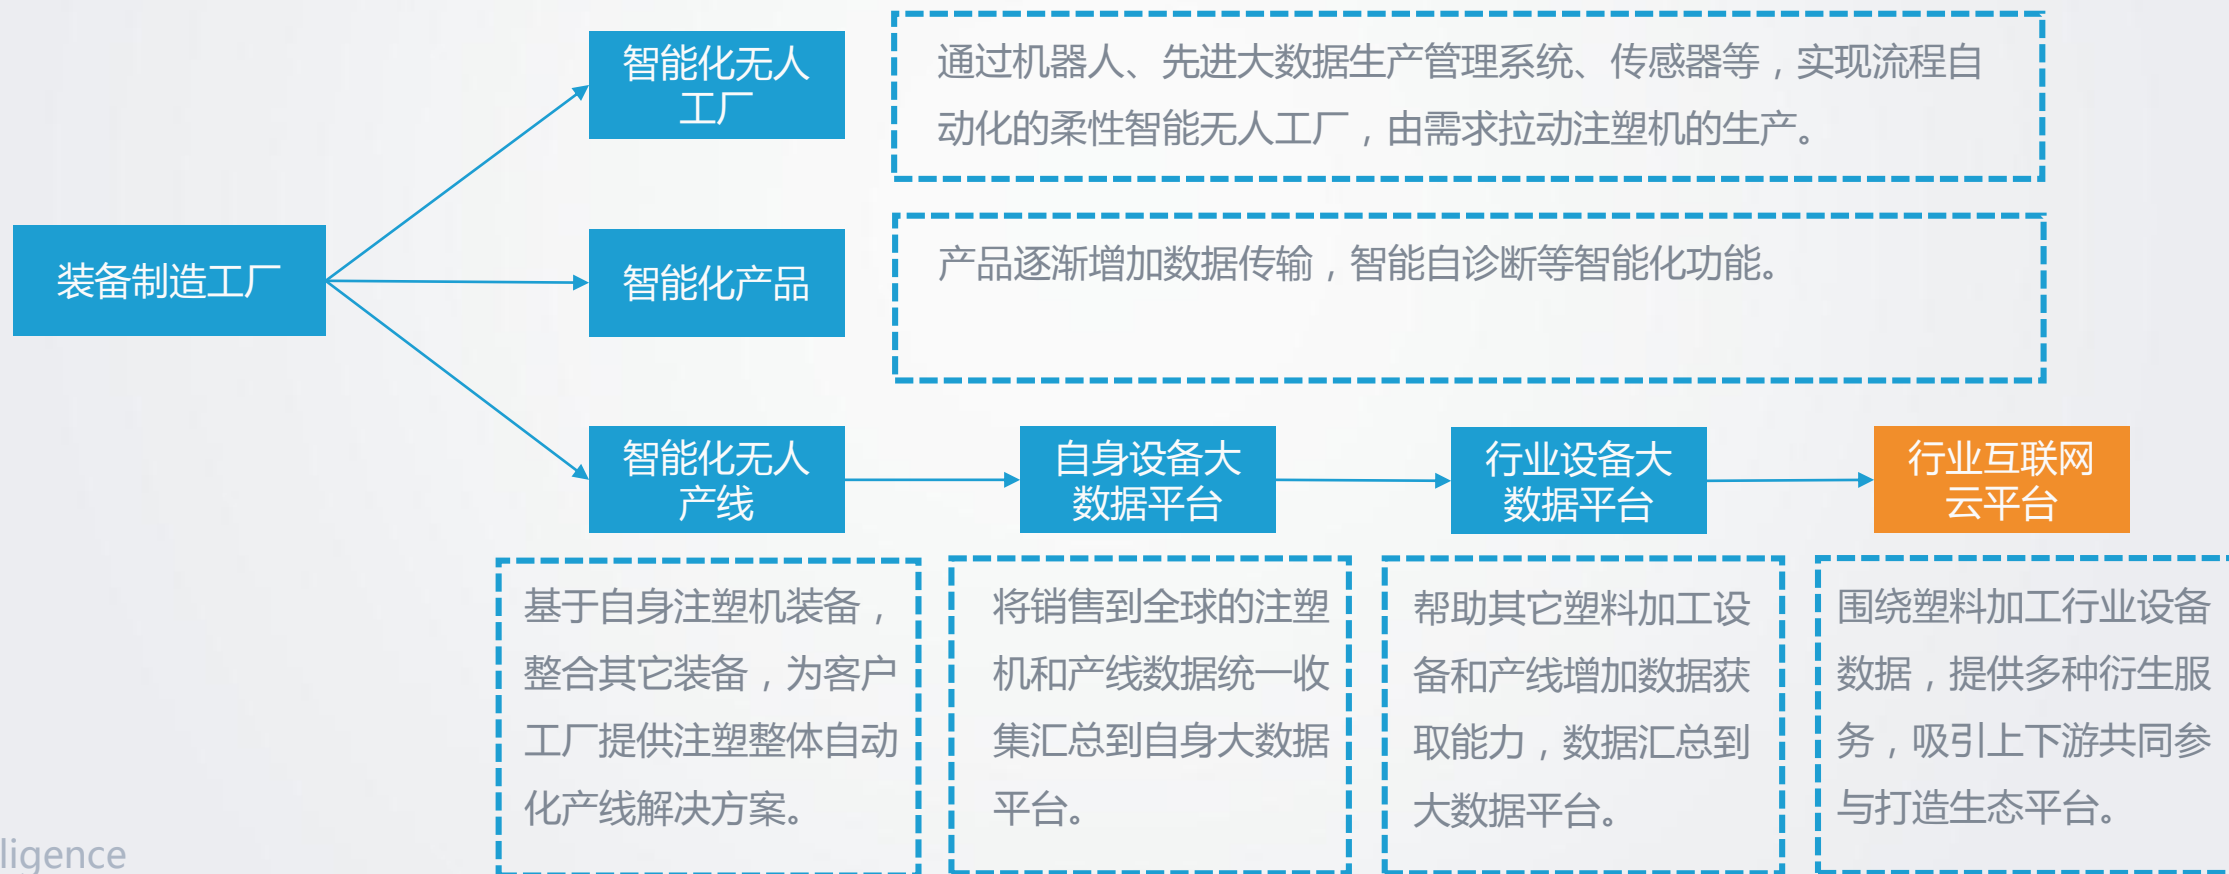 智能化无人
工厂
通过机器人、先进大数据生产管理系统、传感器等，实现流程自
动化的柔性智能无人工厂，由需求拉动注塑机的生产。
装备制造工厂
智能化产品
产品逐渐增加数据传输，智能自诊断等智能化功能。
智能化无人
产线
自身设备大
数据平台
行业设备大
数据平台
行业互联网
云平台
基于自身注塑机装备，
整合其它装备，为客户
工厂提供注塑整体自动
化产线解决方案。
将销售到全球的注塑
机和产线数据统一收
集汇总到自身大数据
平台。
帮助其它塑料加工设
备和产线增加数据获
取能力，数据汇总到
大数据平台。
围绕塑料加工行业设备
数据，提供多种衍生服
务，吸引上下游共同参
与打造生态平台。
ligence